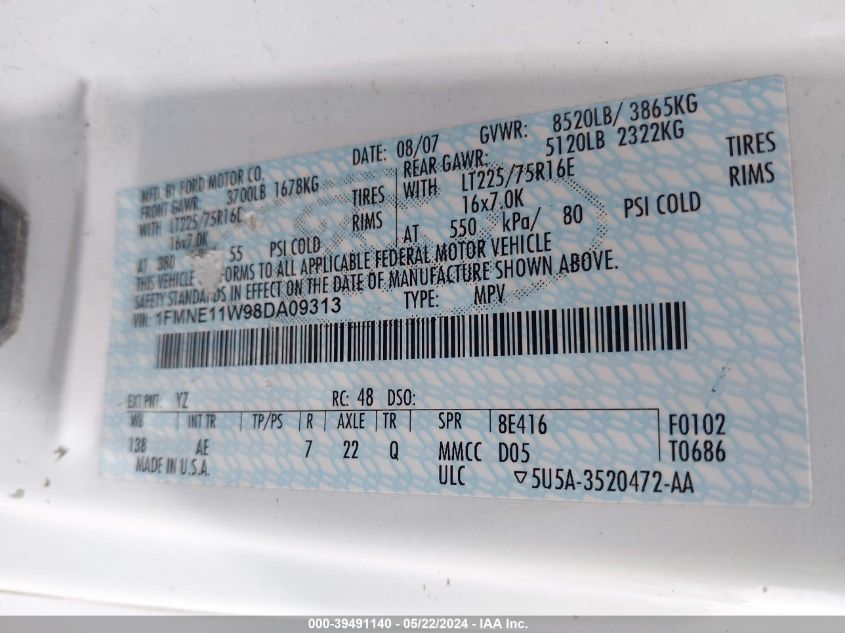 MFD. BY FORD MOTOR CO.
DATE: 08/07 GVWR: 8520LB/ 3865KG
FRONT GAWR: 3700LB 1678KG
REAR GAWR: 5120LB 2322KG
WITH LT225/75R16E TIRES
WITH LT225/75R16E TIRES
16x7.0K RIMS
16x7.0K RIMS
AT 380 55 PSI COLD
AT 550 kPa/ 80 PSI COLD
THIS VEHICLE FORMS TO ALL APPLICABLE FEDERAL MOTOR VEHICLE
SAFETY STANDARDS IN EFFECT ON THE DATE OF MANUFACTURE SHOWN ABOVE.
VIN: 1FMNE11W98DA09313 TYPE: MPV
EXT PNT: YZ RC: 48 DSO:
WB INT TR TP/PS R AXLE TR SPR 8E416 F0102
138 AE 7 22 Q MMCC D05 T0686
MADE IN U.S.A. ULC ▽5U5A-3520472-AA
000-39491140 - 05/22/2024 - IAA Inc.